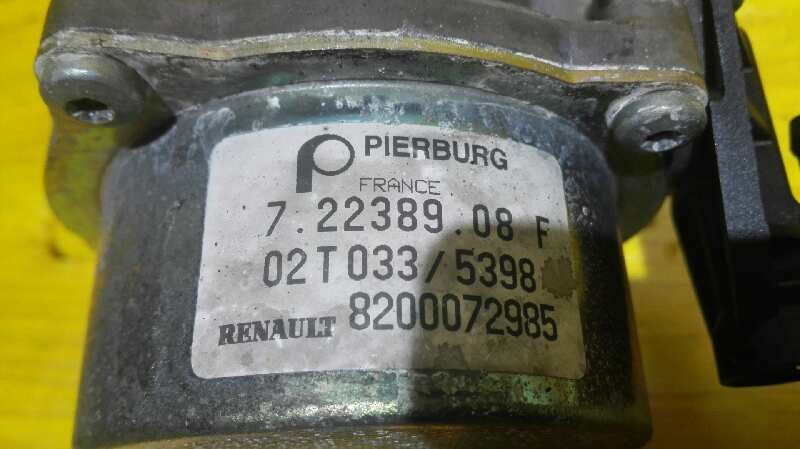 PIERBURG
FRANCE
7.22389.08 F
02T033/5398
RENAULT 8200072985